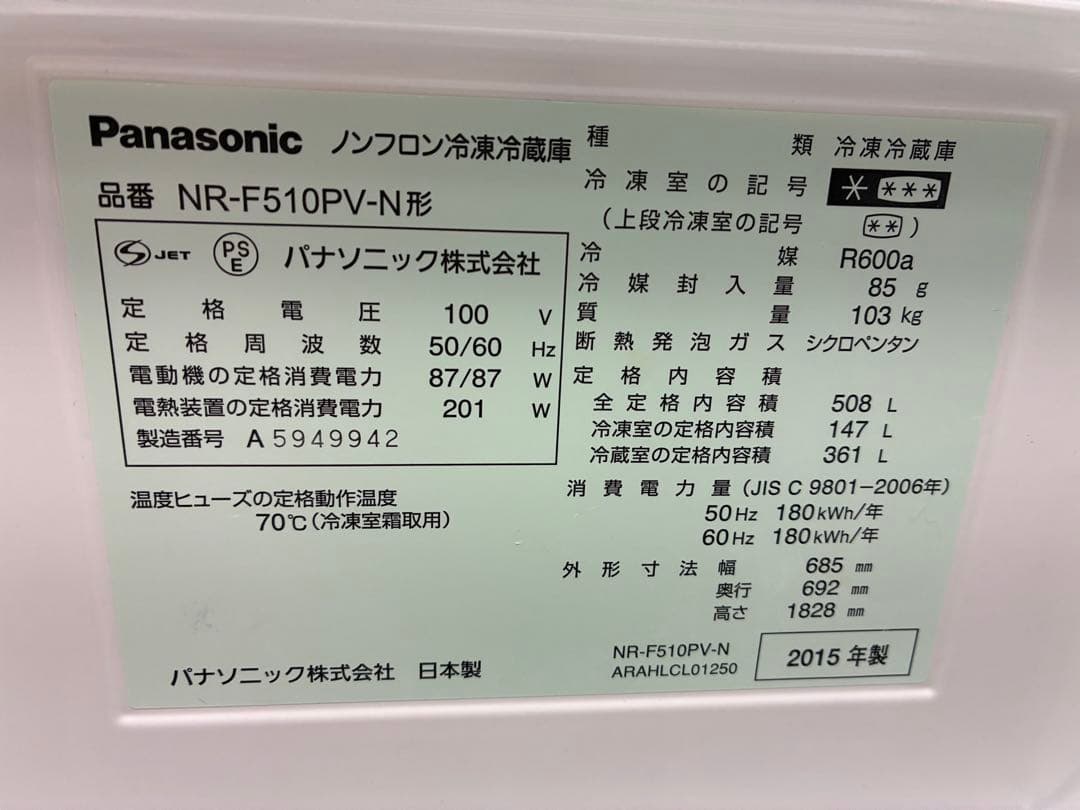 Panasonic ノンフロン冷凍冷蔵庫
品番 NR-F510PV-N形
JET PSE パナソニック株式会社
定格電圧 100 V
定格周波数 50/60 Hz
電動機の定格消費電力 87/87 W
電熱装置の定格消費電力 201 W
製造番号 A 5949942
温度ヒューズの定格動作温度
70℃(冷凍室霜取用)
パナソニック株式会社 日本製
種類 冷凍冷蔵庫
冷凍室の記号 * ***
(上段冷凍室の記号 ** )
冷媒 R600a
冷媒封入量 85 g
質量 103 kg
断熱発泡ガス シクロペンタン
定格内容積
全定格内容積 508 L
冷凍室の定格内容積 147 L
冷蔵室の定格内容積 361 L
消費電力量(JIS C 9801-2006年)
50Hz 180kWh/年
60Hz 180kWh/年
外形寸法幅 685 mm
奥行 692 mm
高さ 1828 mm
NR-F510PV-N
ARAHLCL01250
2015年製